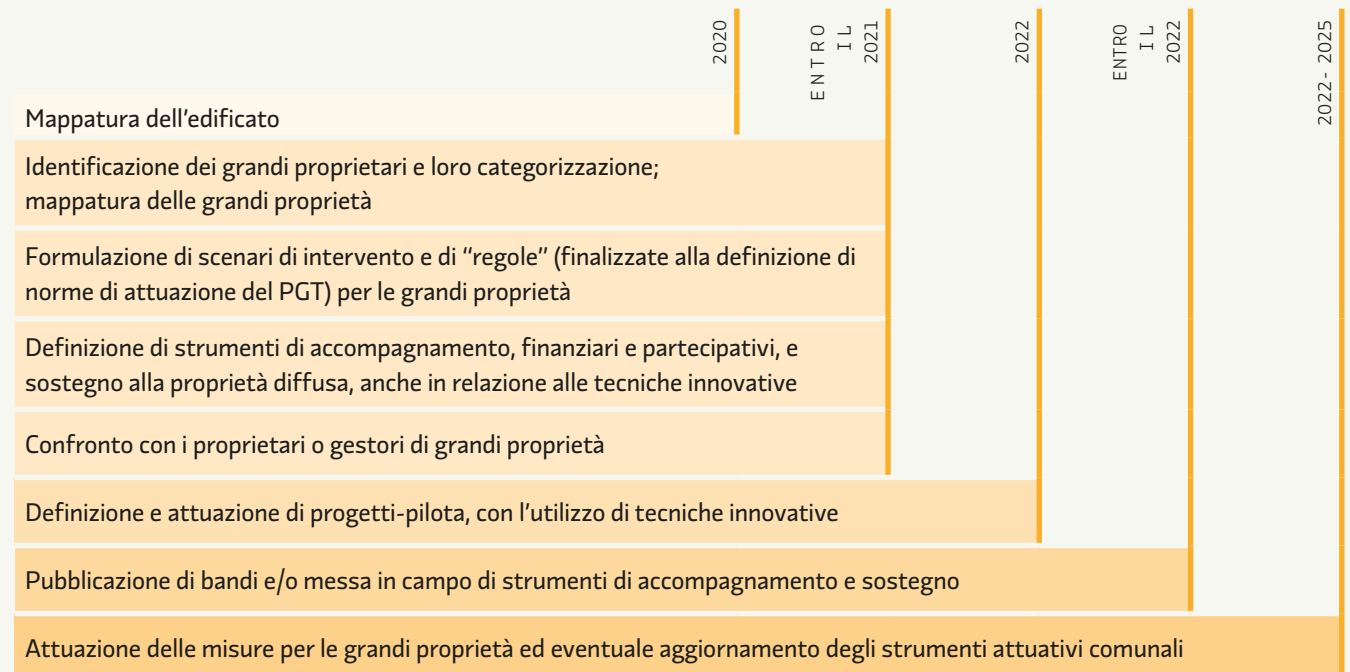 2020
ENTRO
IL
2021
2022
ENTRO
IL
2022
2022- 2025
Mappatura dell’edificato
Identificazione dei grandi proprietari e loro categorizzazione;
mappatura delle grandi proprietà
Formulazione di scenari di intervento e di “regole” (finalizzate alla definizione di
norme di attuazione del PGT) per le grandi proprietà
Definizione di strumenti di accompagnamento, finanziari e partecipativi, e
sostegno alla proprietà diffusa, anche in relazione alle tecniche innovative
Confronto con i proprietari o gestori di grandi proprietà
Definizione e attuazione di progetti-pilota, con l’utilizzo di tecniche innovative
Pubblicazione di bandi e/o messa in campo di strumenti di accompagnamento e sostegno
Attuazione delle misure per le grandi proprietà ed eventuale aggiornamento degli strumenti attuativi comunali